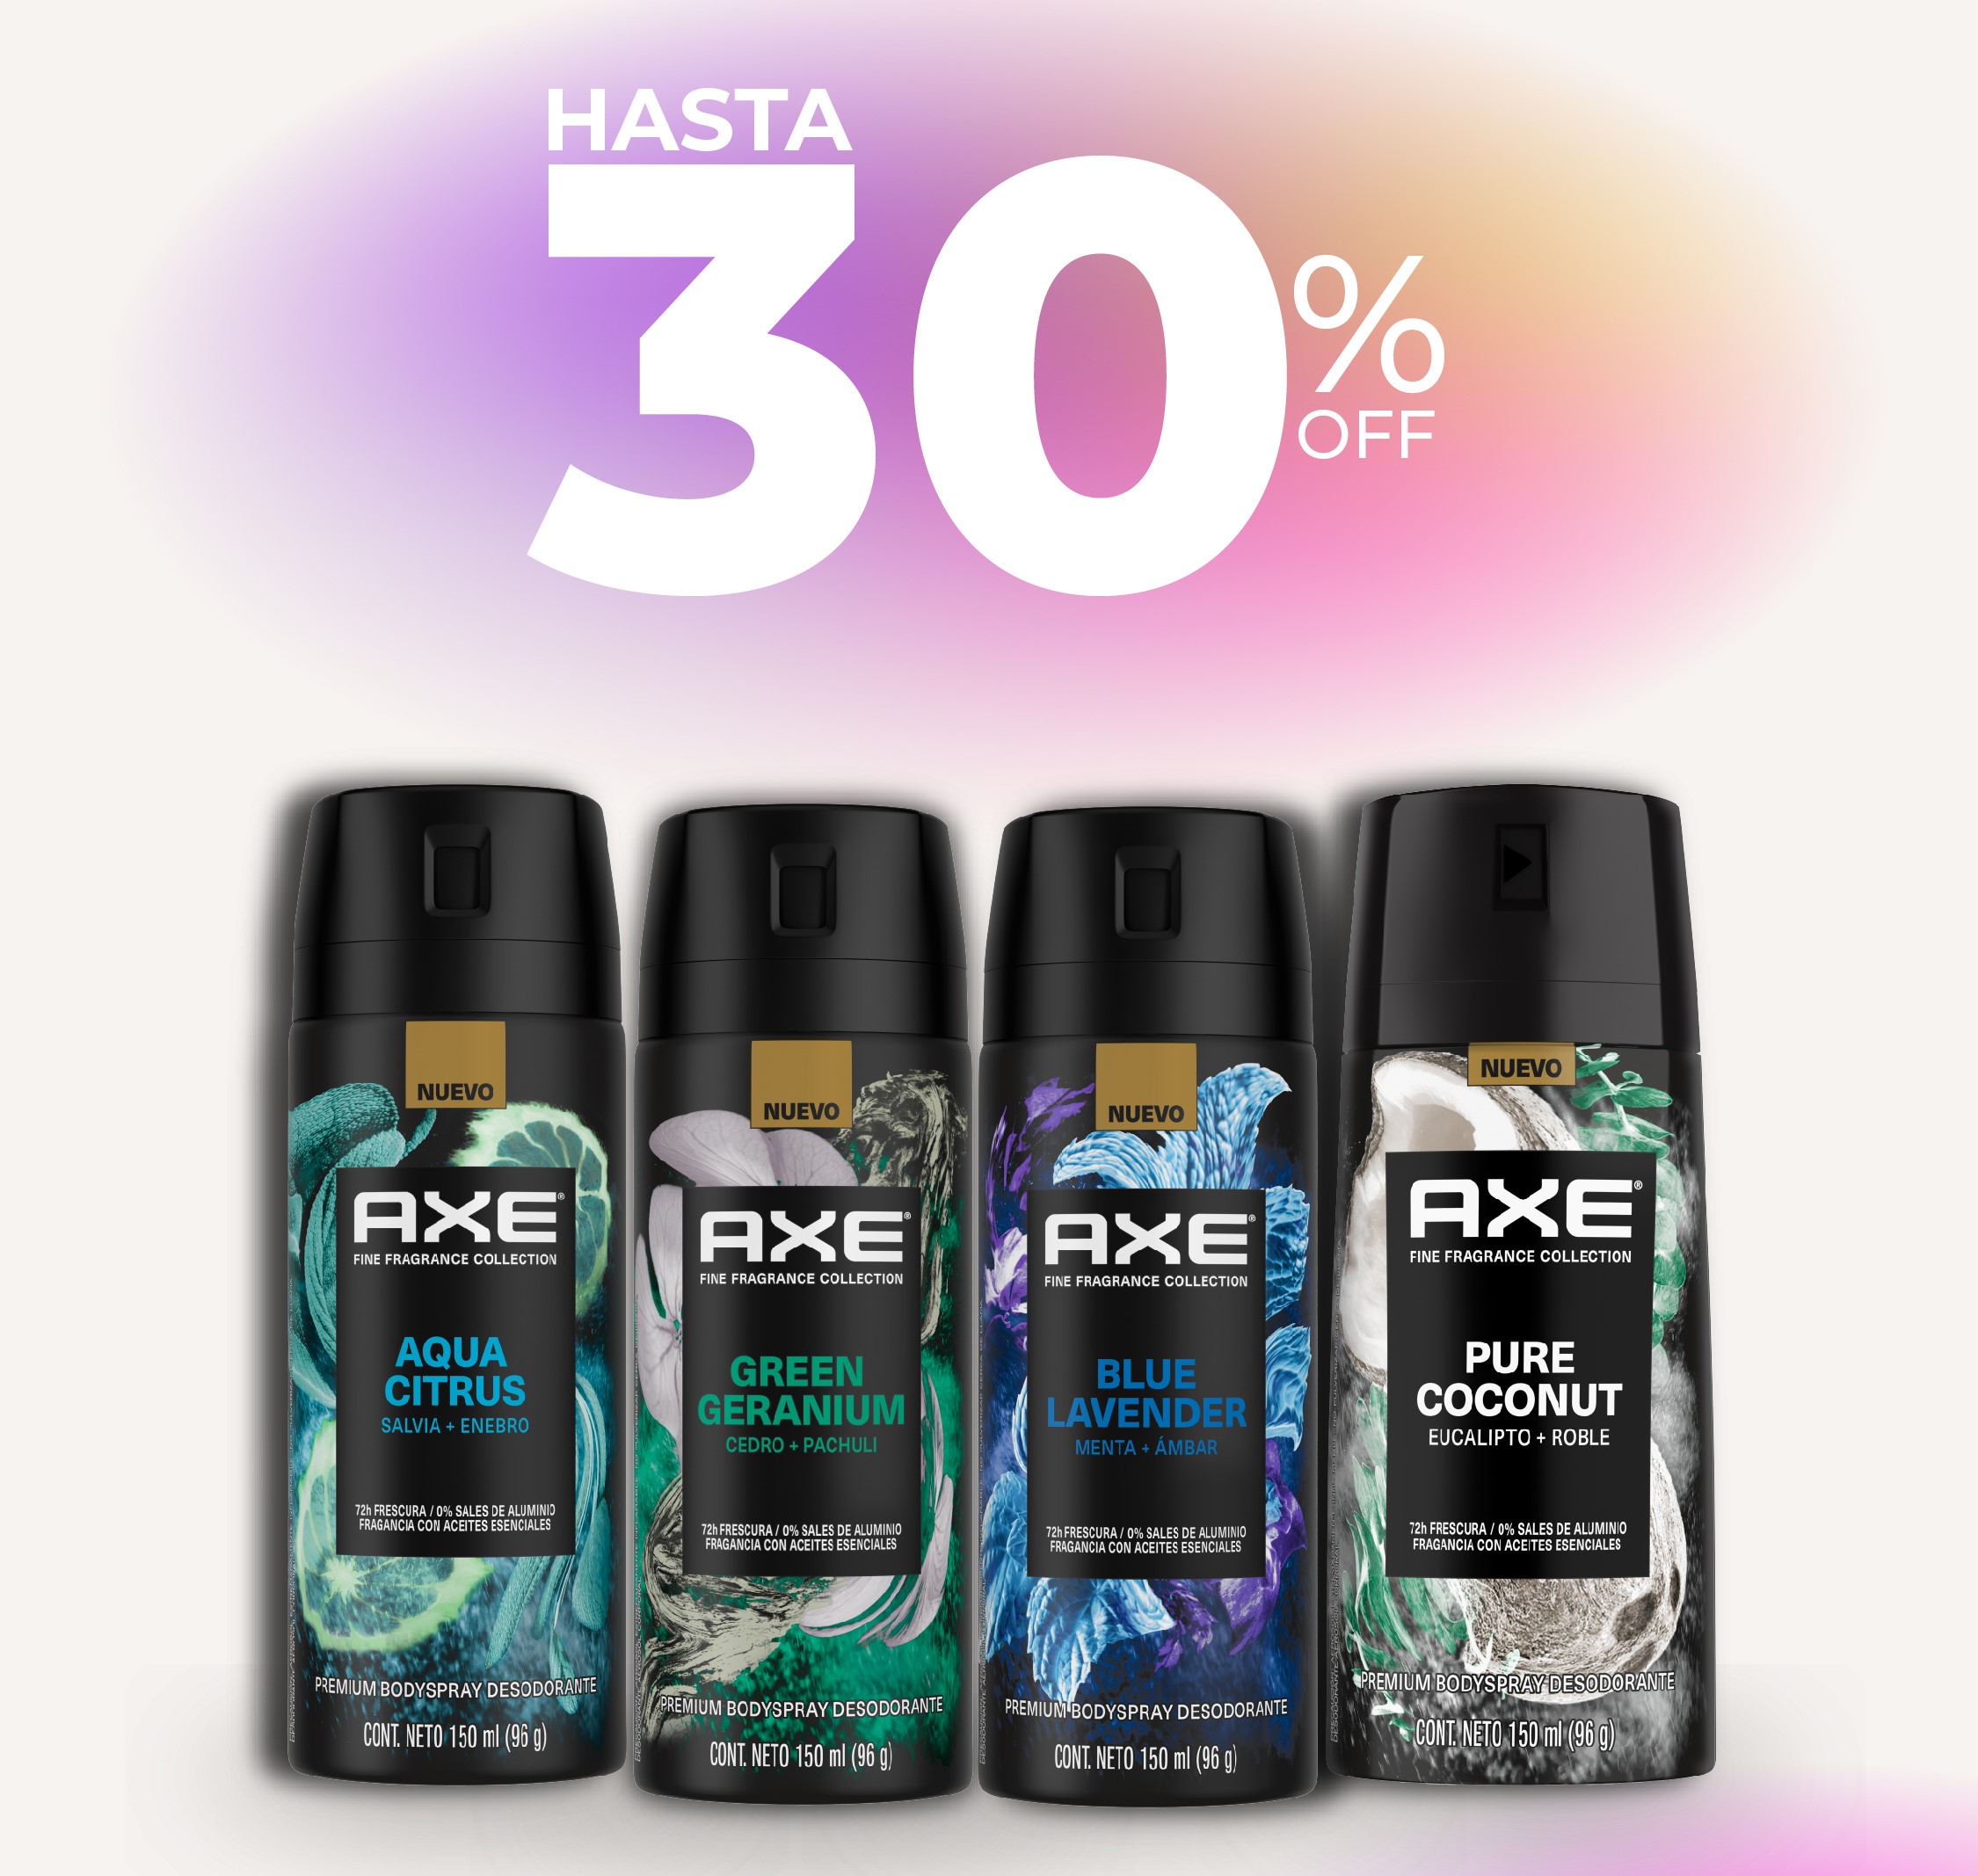 HASTA
30%
OFF
NUEVO
AXE®
FINE FRAGRANCE COLLECTION
AQUA
CITRUS
SALVIA + ENEBRO
72h FRESCURA / 0% SALES DE ALUMINIO
FRAGANCIA CON ACEITES ESENCIALES
PREMIUM BODYSPRAY DESODORANTE
CONT. NETO 150 ml (96 g)
NUEVO
AXE®
FINE FRAGRANCE COLLECTION
GREEN
GERANIUM
CEDRO + PACHULI
72h FRESCURA / 0% SALES DE ALUMINIO
FRAGANCIA CON ACEITES ESENCIALES
PREMIUM BODYSPRAY DESODORANTE
CONT. NETO 150 ml (96 g)
NUEVO
AXE®
FINE FRAGRANCE COLLECTION
BLUE
LAVENDER
MENTA + ÁMBAR
72h FRESCURA / 0% SALES DE ALUMINIO
FRAGANCIA CON ACEITES ESENCIALES
PREMIUM BODYSPRAY DESODORANTE
CONT. NETO 150 ml (96 g)
NUEVO
AXE®
FINE FRAGRANCE COLLECTION
PURE
COCONUT
EUCALIPTO + ROBLE
72h FRESCURA / 0% SALES DE ALUMINIO
FRAGANCIA CON ACEITES ESENCIALES
PREMIUM BODYSPRAY DESODORANTE
CONT. NETO 150 ml (96 g)